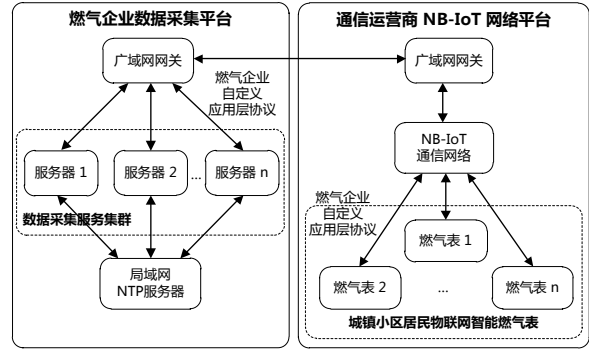 燃气企业数据采集平台
广域网网关
燃气企业
自定义
应用层协议
服务器 1
服务器 2
...
服务器 n
数据采集服务集群
局域网
NTP服务器
通信运营商 NB-IoT 网络平台
广域网网关
NB-IoT
通信网络
燃气企业
自定义
应用层协议
燃气表 1
燃气表 2
...
燃气表 n
城镇小区居民物联网智能燃气表